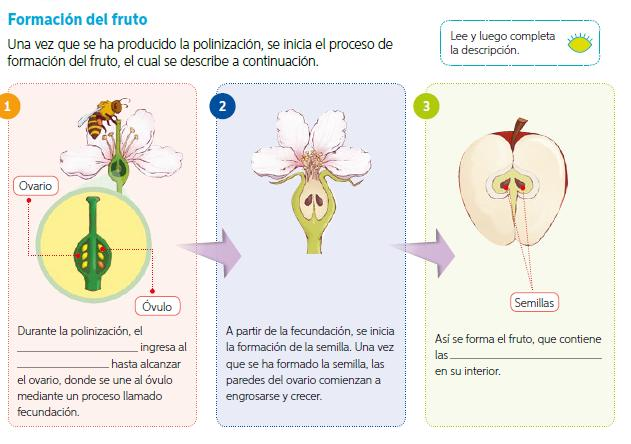 Formación del fruto
Una vez que se ha producido la polinización, se inicia el proceso de
formación del fruto, el cual se describe a continuación.
Lee y luego completa
la descripción.
1
Ovario
Óvulo
Durante la polinización, el
____________________ ingresa al
_______________ hasta alcanzar
el ovario, donde se une al óvulo
mediante un proceso llamado
fecundación.
2
A partir de la fecundación, se inicia
la formación de la semilla. Una vez
que se ha formado la semilla, las
paredes del ovario comienzan a
engrosarse y crecer.
3
Semillas
Así se forma el fruto, que contiene
las _________________________
en su interior.